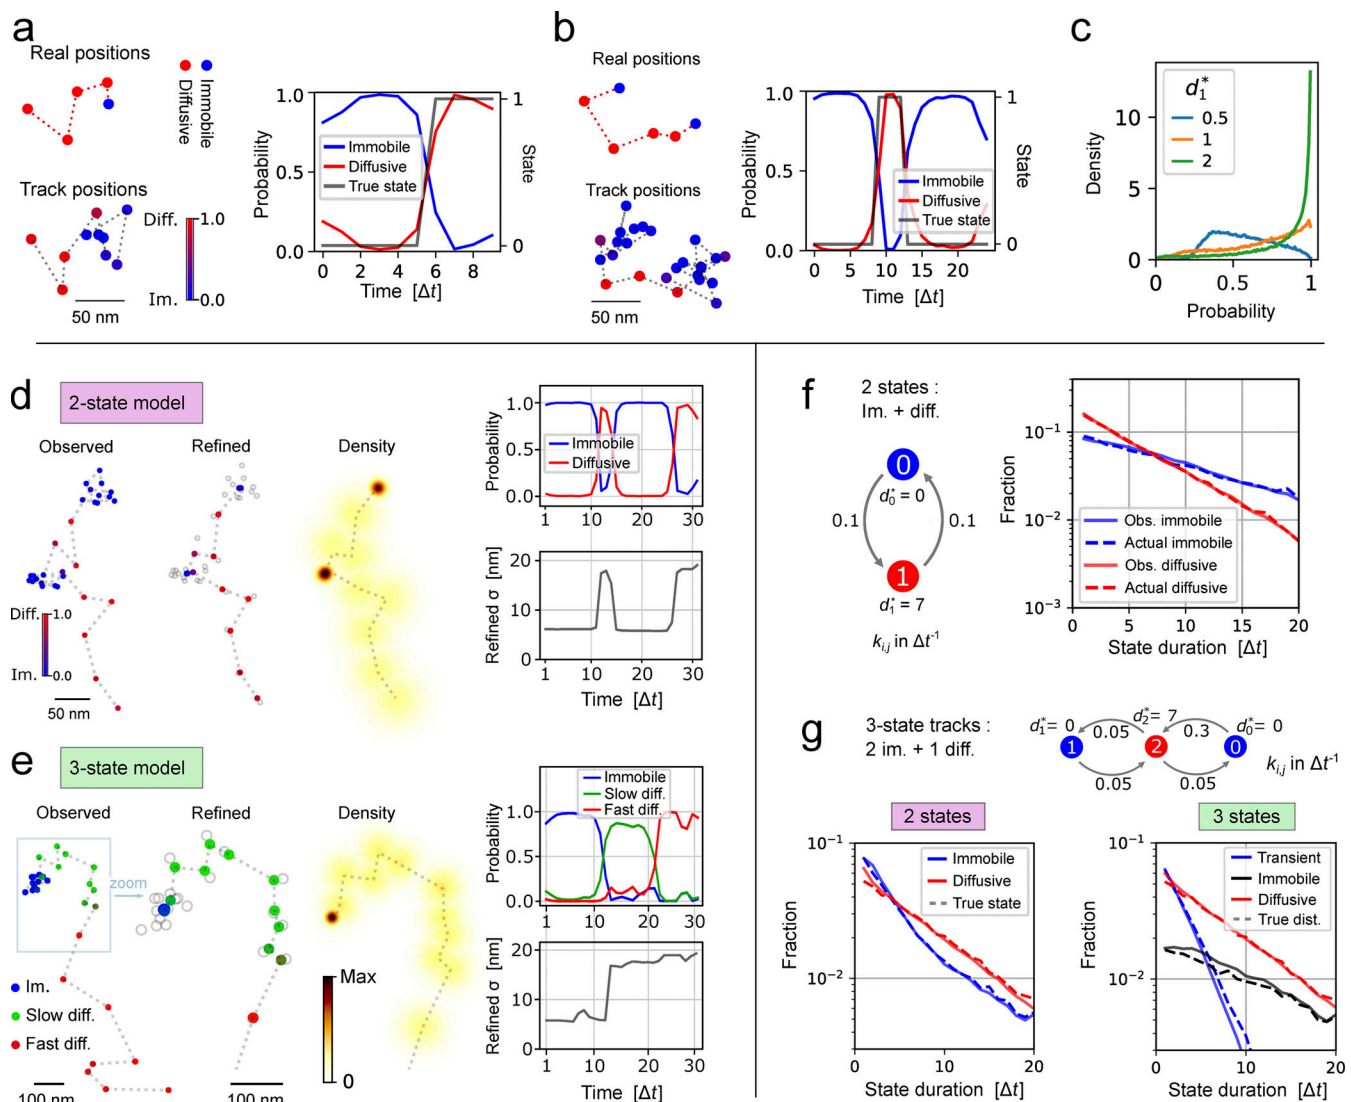 a
Real positions
Diffusive
Immobile
Track positions
Diff.
1.0
Im.
0.0
50 nm
Probability
1.0
0.5
0.0
Immobile
Diffusive
True state
1
0
State
0 2 4 6 8
Time [Δt]
b
Real positions
Track positions
50 nm
Probability
1.0
0.5
0.0
Immobile
Diffusive
True state
1
0
State
0 5 10 15 20
Time [Δt]
c
Density
10
5
0
d₁*
0.5
1
2
0 0.5 1
Probability
d
2-state model
Observed
Refined
Density
Diff.
1.0
Im.
0.0
50 nm
Probability
1.0
0.5
0.0
Immobile
Diffusive
1 10 20 30
Refined σ [nm]
20
10
0
1 10 20 30
Time [Δt]
e
3-state model
Observed
Refined
Density
zoom
Im.
Slow diff.
Fast diff.
100 nm
100 nm
Max
0
Probability
1.0
0.5
0.0
Immobile
Slow diff.
Fast diff.
1 10 20 30
Refined σ [nm]
20
10
0
1 10 20 30
Time [Δt]
f
2 states :
Im. + diff.
0
d₀* = 0
0.1
0.1
1
d₁* = 7
kᵢ,ⱼ in Δt⁻¹
Fraction
10⁻¹
10⁻²
10⁻³
Obs. immobile
Actual immobile
Obs. diffusive
Actual diffusive
0 5 10 15 20
State duration [Δt]
g
3-state tracks :
2 im. + 1 diff.
d₁* = 0
d₂* = 7
d₀* = 0
0.05
0.3
1
2
0
0.05
0.05
kᵢ,ⱼ in Δt⁻¹
2 states
Fraction
10⁻¹
10⁻²
Immobile
Diffusive
True state
0 10 20
State duration [Δt]
3 states
Fraction
10⁻¹
10⁻²
Transient
Immobile
Diffusive
True dist.
0 10 20
State duration [Δt]